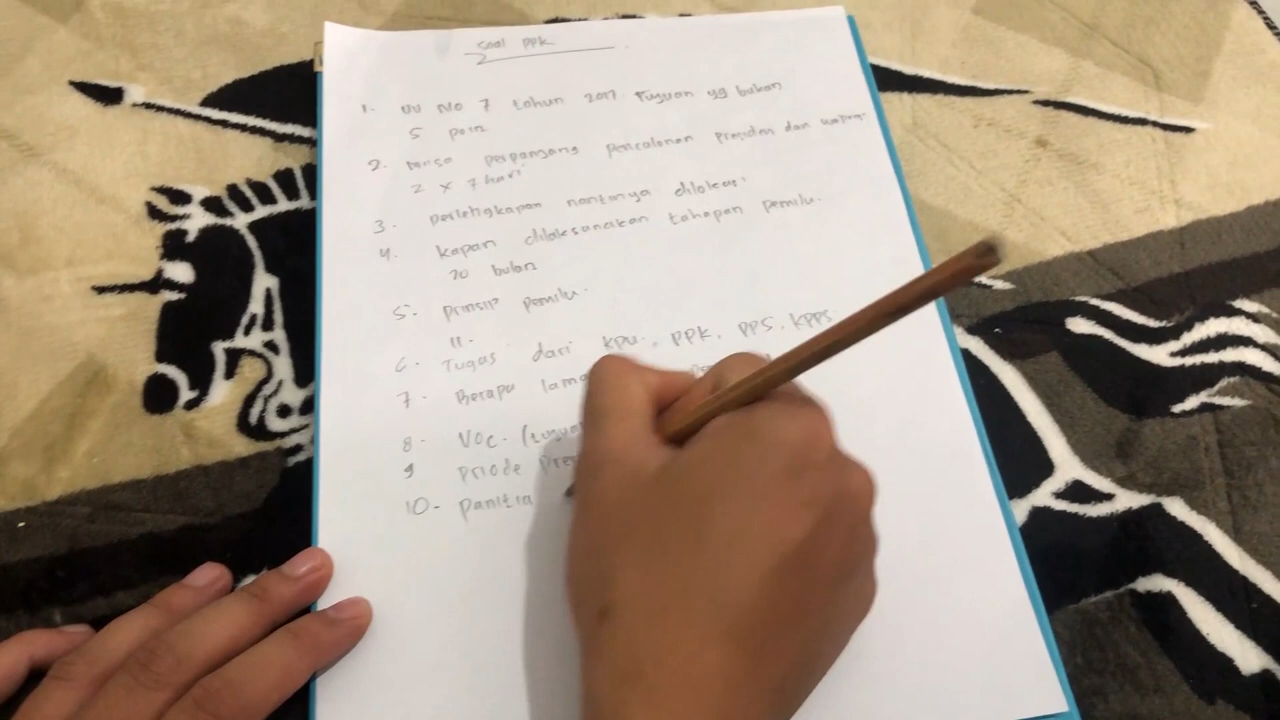 Soal PPK
1. UU No 7 tahun 2017 Tujuan yg bukan
5 poin
2. masa perpanjang pencalonan Presiden dan
2 x 7 hari
3. perlengkapan nantinya dilokasi
4. kapan dilaksanakan tahapan pemilu.
20 bulan
5. prinsip pemilu.
11.
6. Tugas dari KPU, PPK, PPS, KPPS
7. Berapa lama
8. VOC.
9 priode
10. panitia